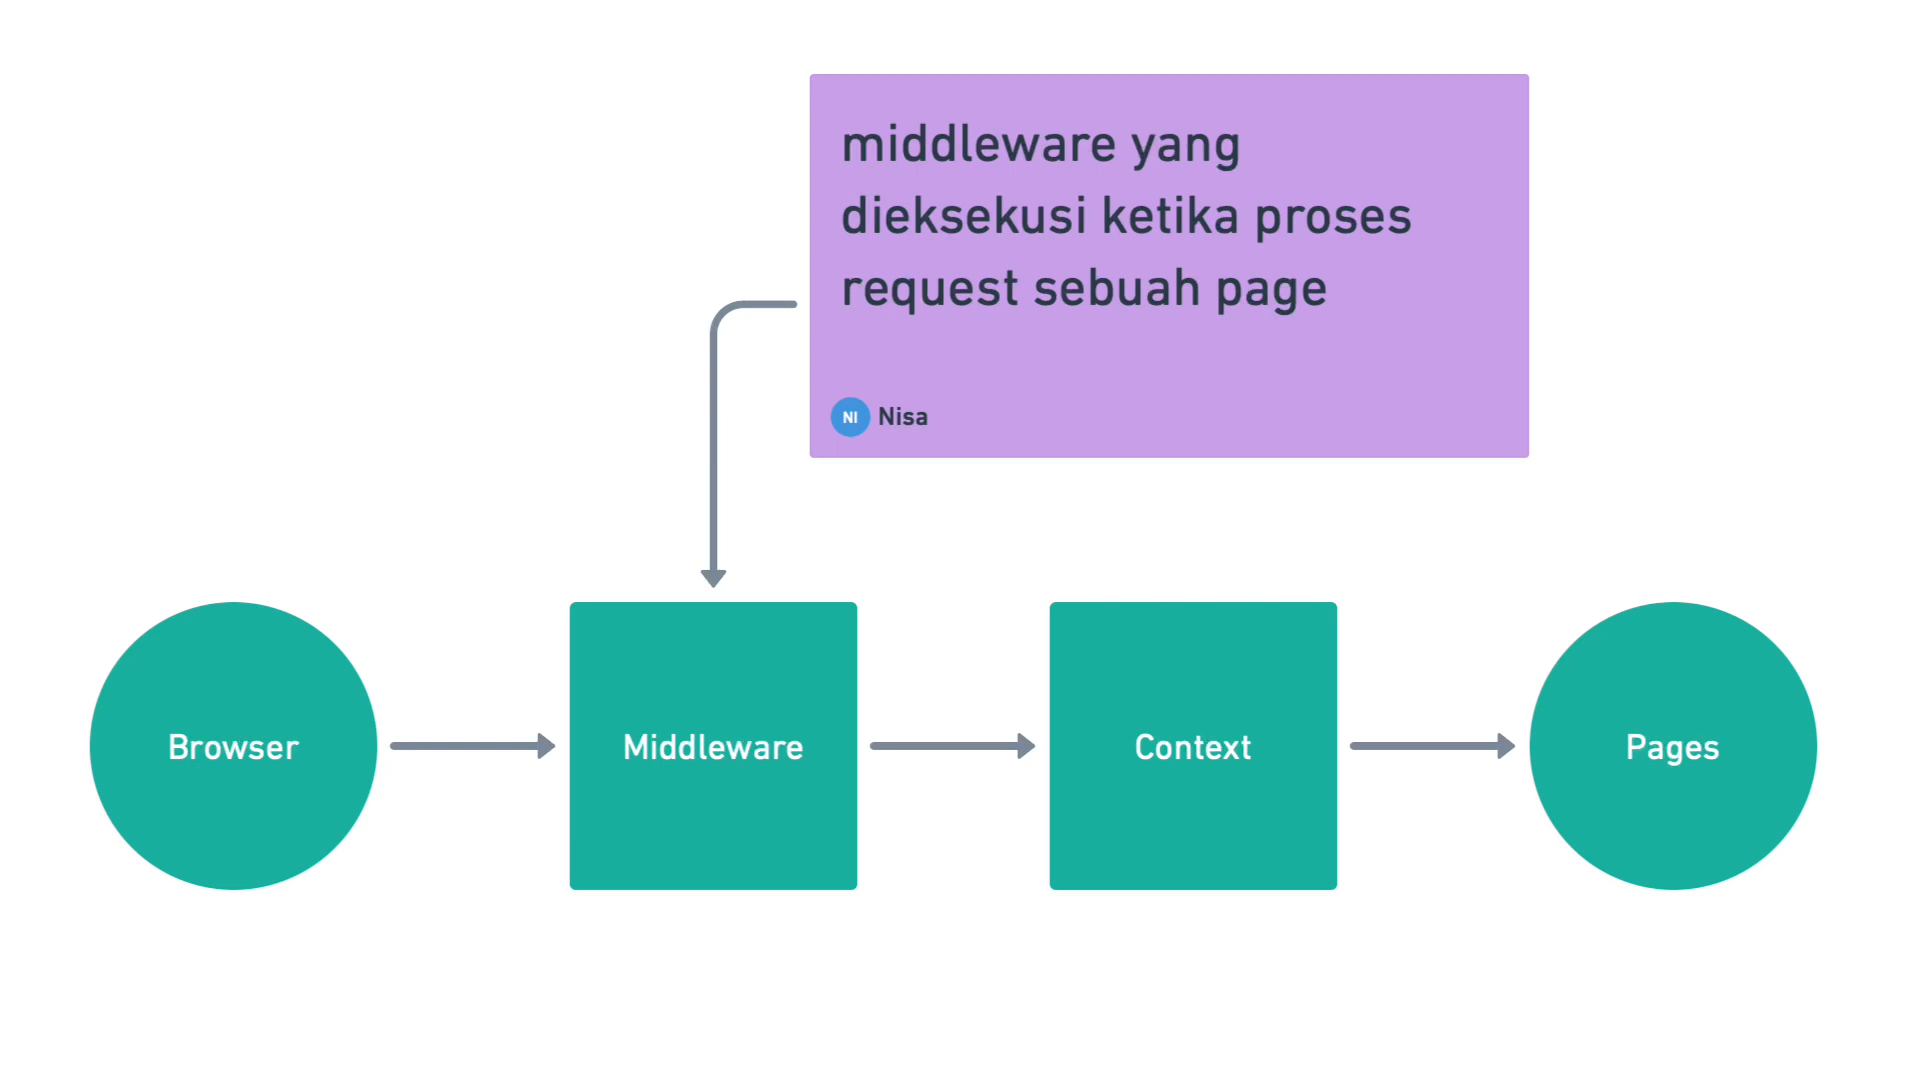 middleware yang
dieksekusi ketika proses
request sebuah page
NI Nisa
Browser
Middleware
Context
Pages